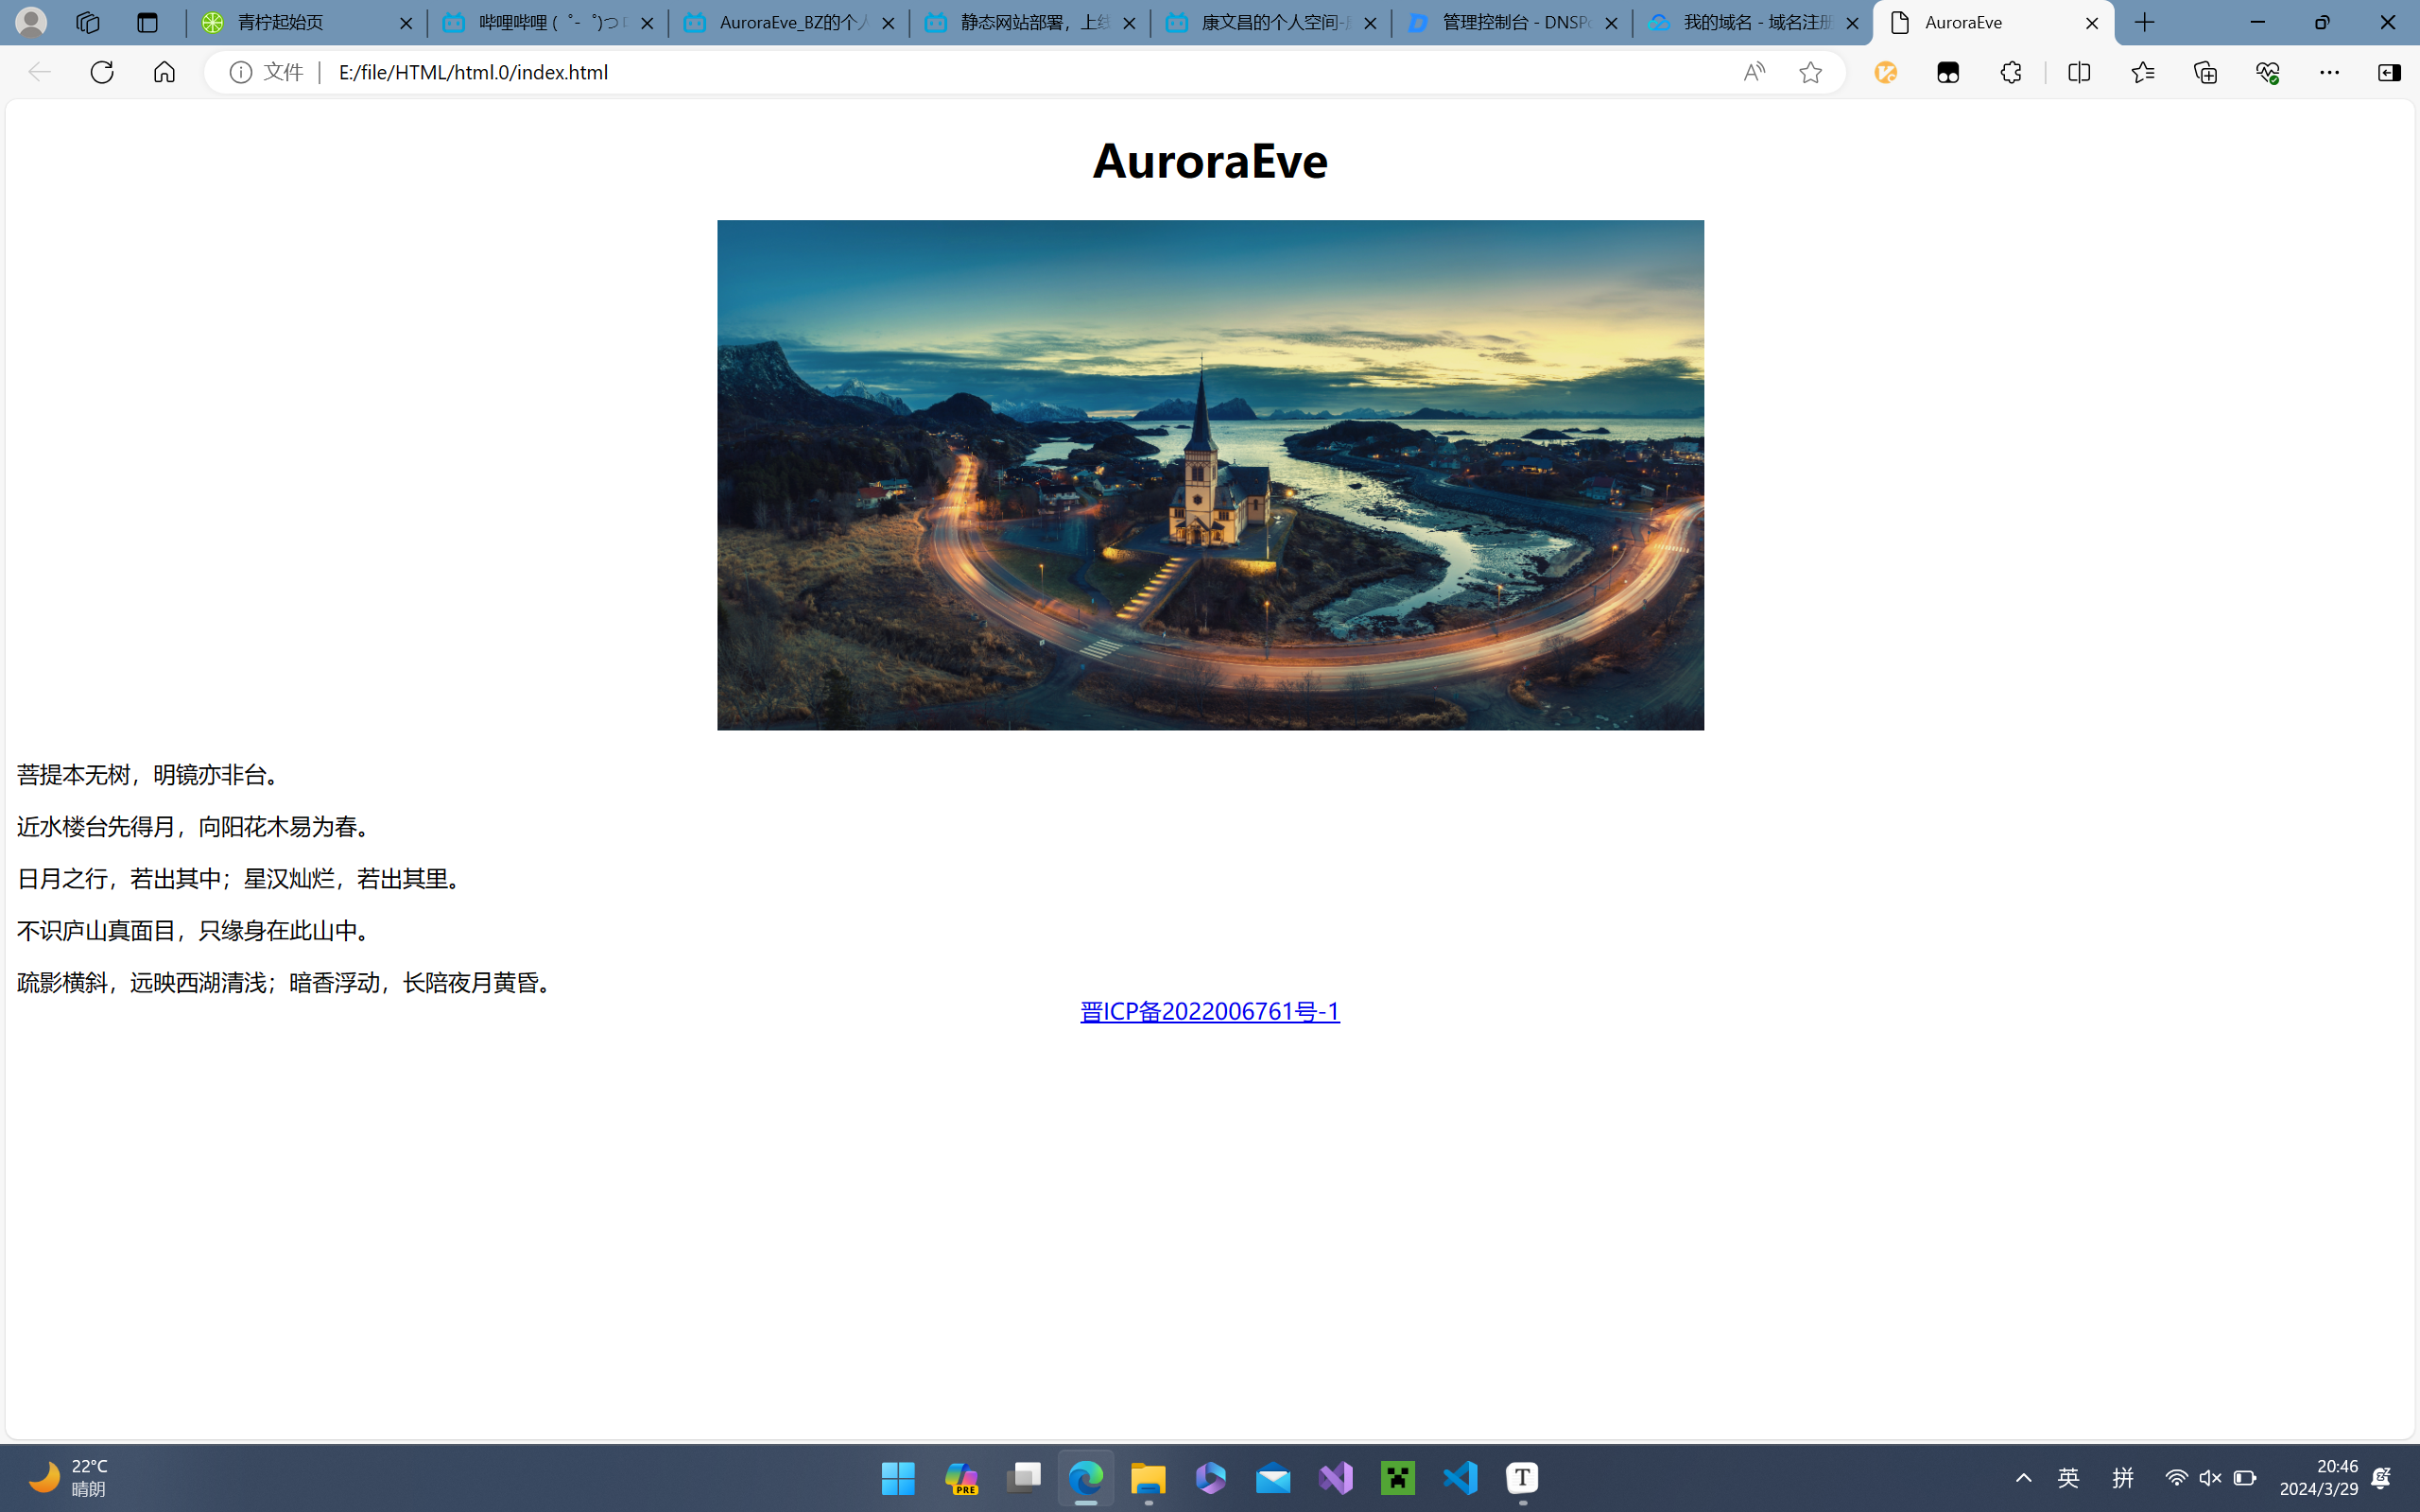 青柠起始页
哔哩哔哩 (゜-゜)つロ
AuroraEve_BZ的个人
静态网站部署，上线
康文昌的个人空间-
管理控制台 - DNSPo
我的域名 - 域名注册
AuroraEve
文件
E:/file/HTML/html.0/index.html
AuroraEve
菩提本无树，明镜亦非台。
近水楼台先得月，向阳花木易为春。
日月之行，若出其中；星汉灿烂，若出其里。
不识庐山真面目，只缘身在此山中。
疏影横斜，远映西湖清浅；暗香浮动，长陪夜月黄昏。
晋ICP备2022006761号-1
22°C
晴朗
PRE
T
英
拼
20:46
2024/3/29